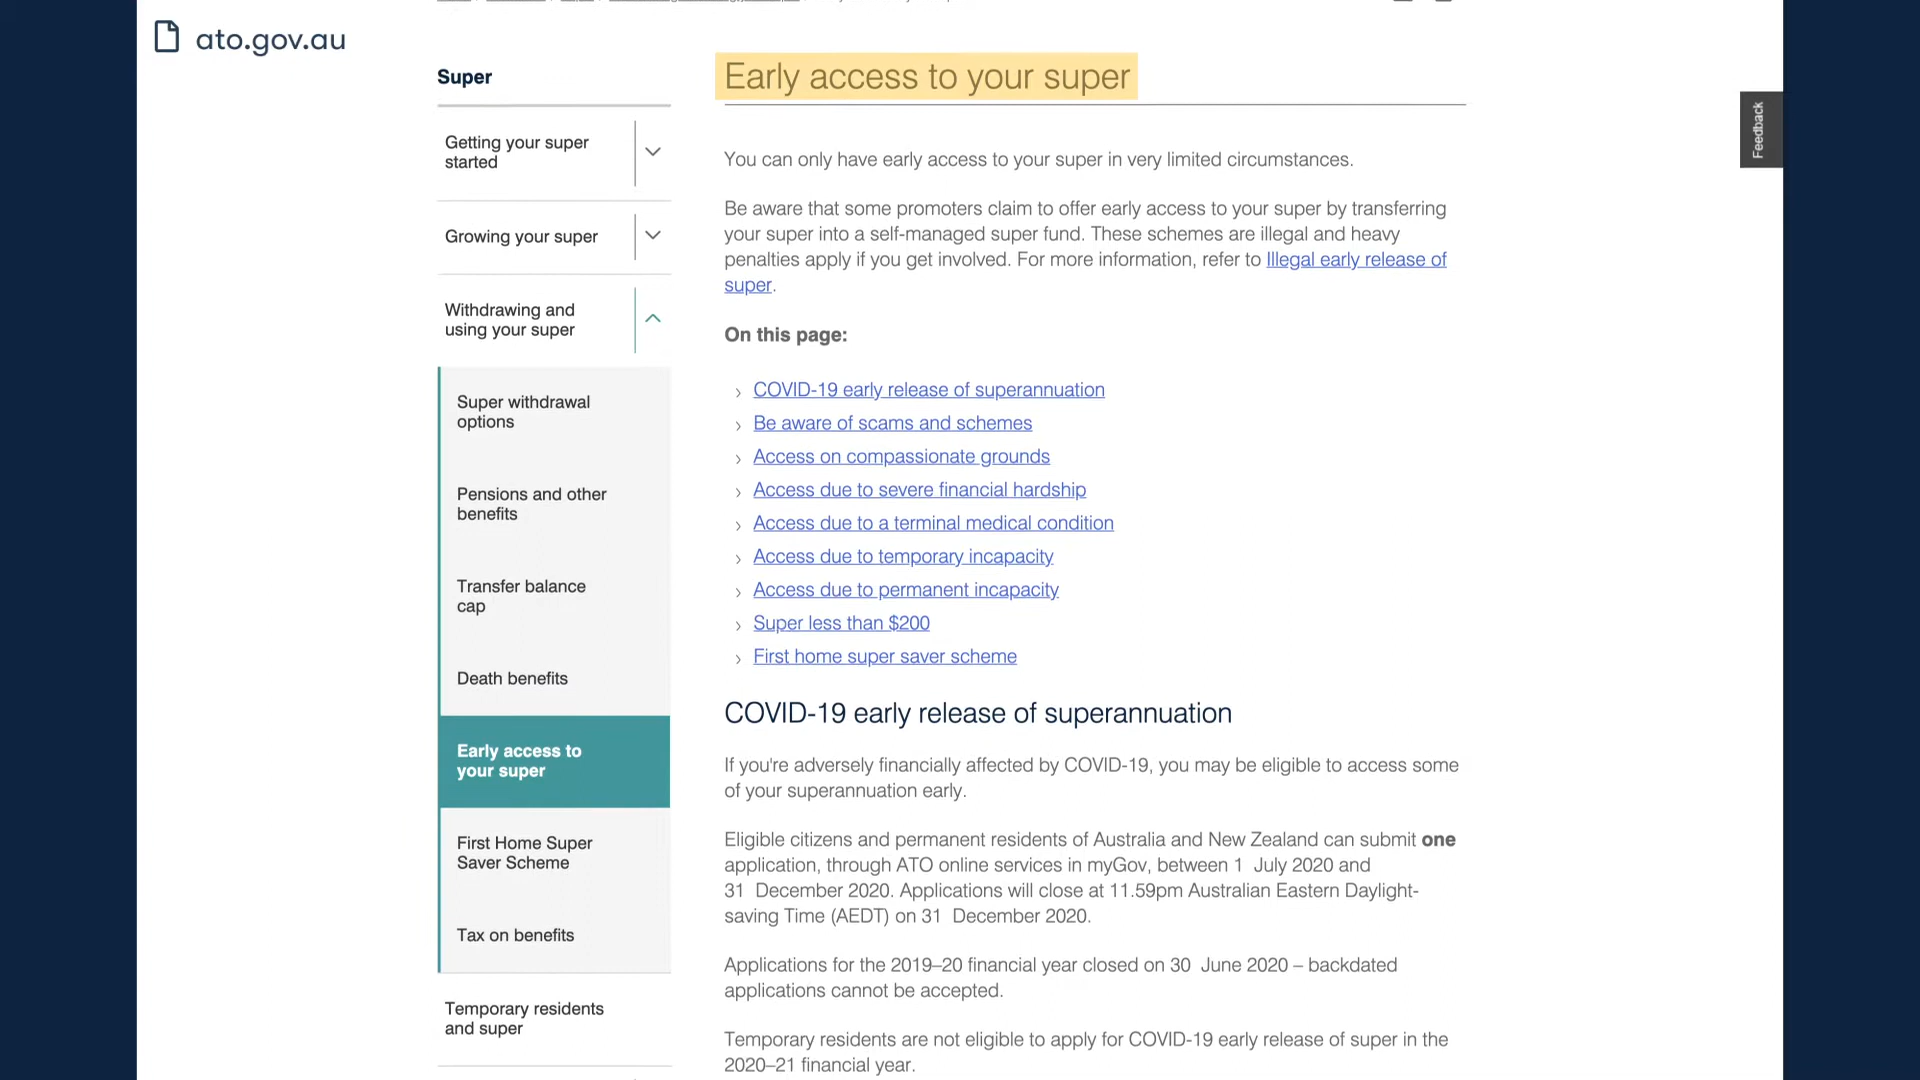 ato.gov.au
Super
Getting your super
started
Growing your super
Withdrawing and
using your super
Super withdrawal
options
Pensions and other
benefits
Transfer balance
cap
Death benefits
Early access to
your super
First Home Super
Saver Scheme
Tax on benefits
Temporary residents
and super
Early access to your super
You can only have early access to your super in very limited circumstances.
Be aware that some promoters claim to offer early access to your super by transferring
your super into a self-managed super fund. These schemes are illegal and heavy
penalties apply if you get involved. For more information, refer to Illegal early release of
super.
On this page:
COVID-19 early release of superannuation
Be aware of scams and schemes
Access on compassionate grounds
Access due to severe financial hardship
Access due to a terminal medical condition
Access due to temporary incapacity
Access due to permanent incapacity
Super less than $200
First home super saver scheme
COVID-19 early release of superannuation
If you're adversely financially affected by COVID-19, you may be eligible to access some
of your superannuation early.
Eligible citizens and permanent residents of Australia and New Zealand can submit one
application, through ATO online services in myGov, between 1 July 2020 and
31 December 2020. Applications will close at 11.59pm Australian Eastern Daylight-
saving Time (AEDT) on 31 December 2020.
Applications for the 2019–20 financial year closed on 30 June 2020 – backdated
applications cannot be accepted.
Temporary residents are not eligible to apply for COVID-19 early release of super in the
2020–21 financial year.
Feedback